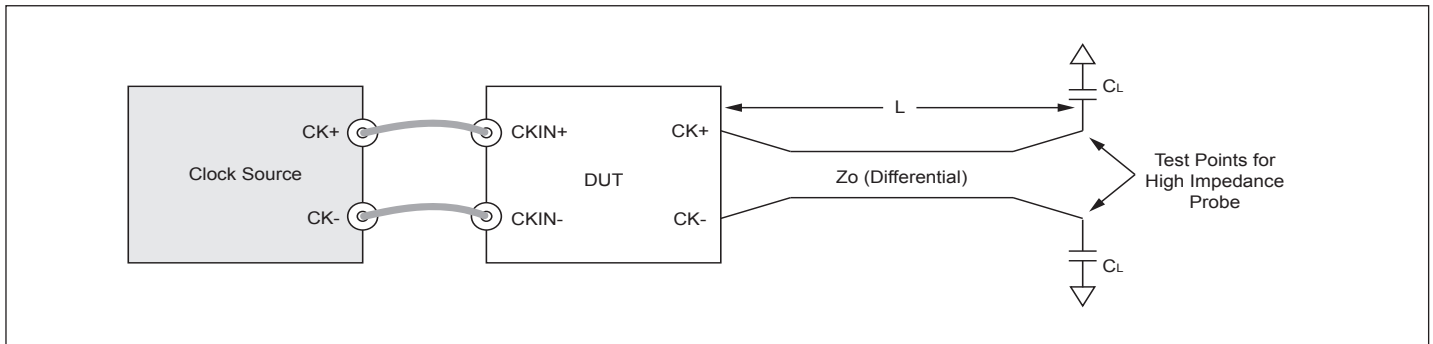 Clock Source
CK+
CK-
CKIN+
CKIN-
DUT
CK+
CK-
L
Zo (Differential)
CL
CL
Test Points for
High Impedance
Probe